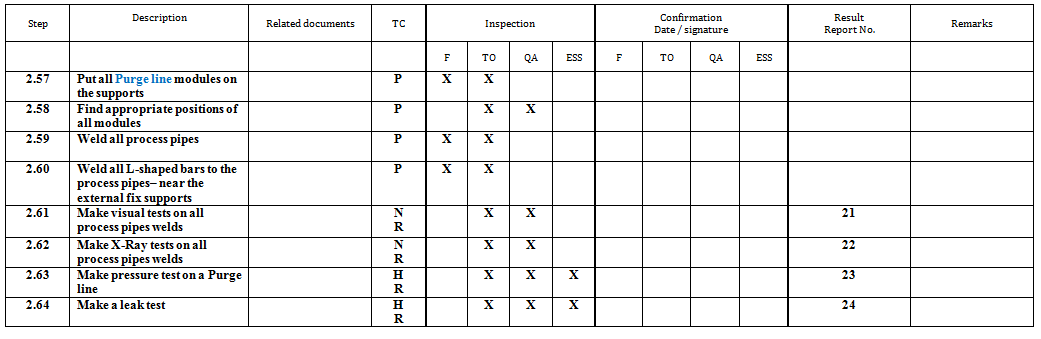 Step Description Related documents TC Inspection Confirmation Date / signature Result Report No. Remarks
F TO QA ESS F TO QA ESS
2.57 Put all Purge line modules on P X X
the supports
2.58 Find appropriate positions of P X X
all modules
2.59 Weld all process pipes P X X
2.60 Weld all L-shaped bars to the P X X
process pipes– near the
external fix supports
2.61 Make visual tests on all N X X 21
process pipes welds R
2.62 Make X-Ray tests on all N X X 22
process pipes welds R
2.63 Make pressure test on a Purge H X X X 23
line R
2.64 Make a leak test H X X X 24
R